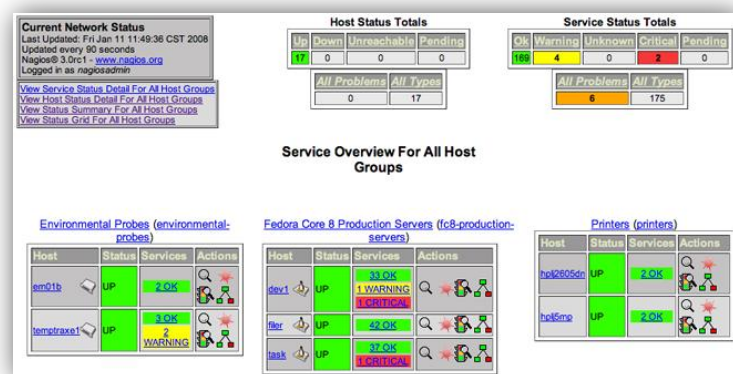 Current Network Status
Last Updated: Fri Jan 11 11:49:36 CST 2008
Updated every 90 seconds
Nagios® 3.0rc1 - www.nagios.org
Logged in as nagiosadmin
View Service Status Detail For All Host Groups
View Host Status Detail For All Host Groups
View Status Summary For All Host Groups
View Status Grid For All Host Groups
Host Status Totals
Up Down Unreachable Pending
17 0 0 0
All Problems All Types
0 17
Service Status Totals
Ok Warning Unknown Critical Pending
169 4 0 2 0
All Problems All Types
6 175
Service Overview For All Host
Groups
Environmental Probes (environmental-
probes)
Host Status Services Actions
em01b UP 2 OK
temptraxe1 UP 3 OK
2
WARNING
Fedora Core 8 Production Servers (fc8-production-
servers)
Host Status Services Actions
dev1 UP 33 OK
1 WARNING
1 CRITICAL
filer UP 42 OK
task UP 37 OK
1 CRITICAL
Printers (printers)
Host Status Services Actions
hplj2605dn UP 2 OK
hplj5mp UP 2 OK